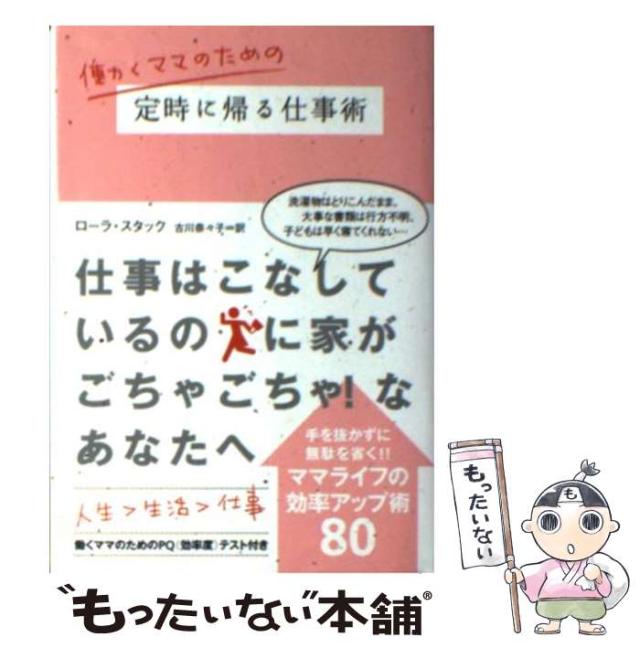 働くママのための
定時に帰る仕事術
洗濯物はとりこんだまま。
大事な書類は行方不明。
子どもは早く寝てくれない…
ローラ・スタック 古川奈々子=訳
仕事はこなして
いるのに家が
ごちゃごちゃ!な
あなたへ
手を抜かずに
無駄を省く!!
ママライフの
効率アップ術
80
人生>生活>仕事
働くママのためのPQ(効率度)テスト付き
もったいない
も
"もったいない"本舗®